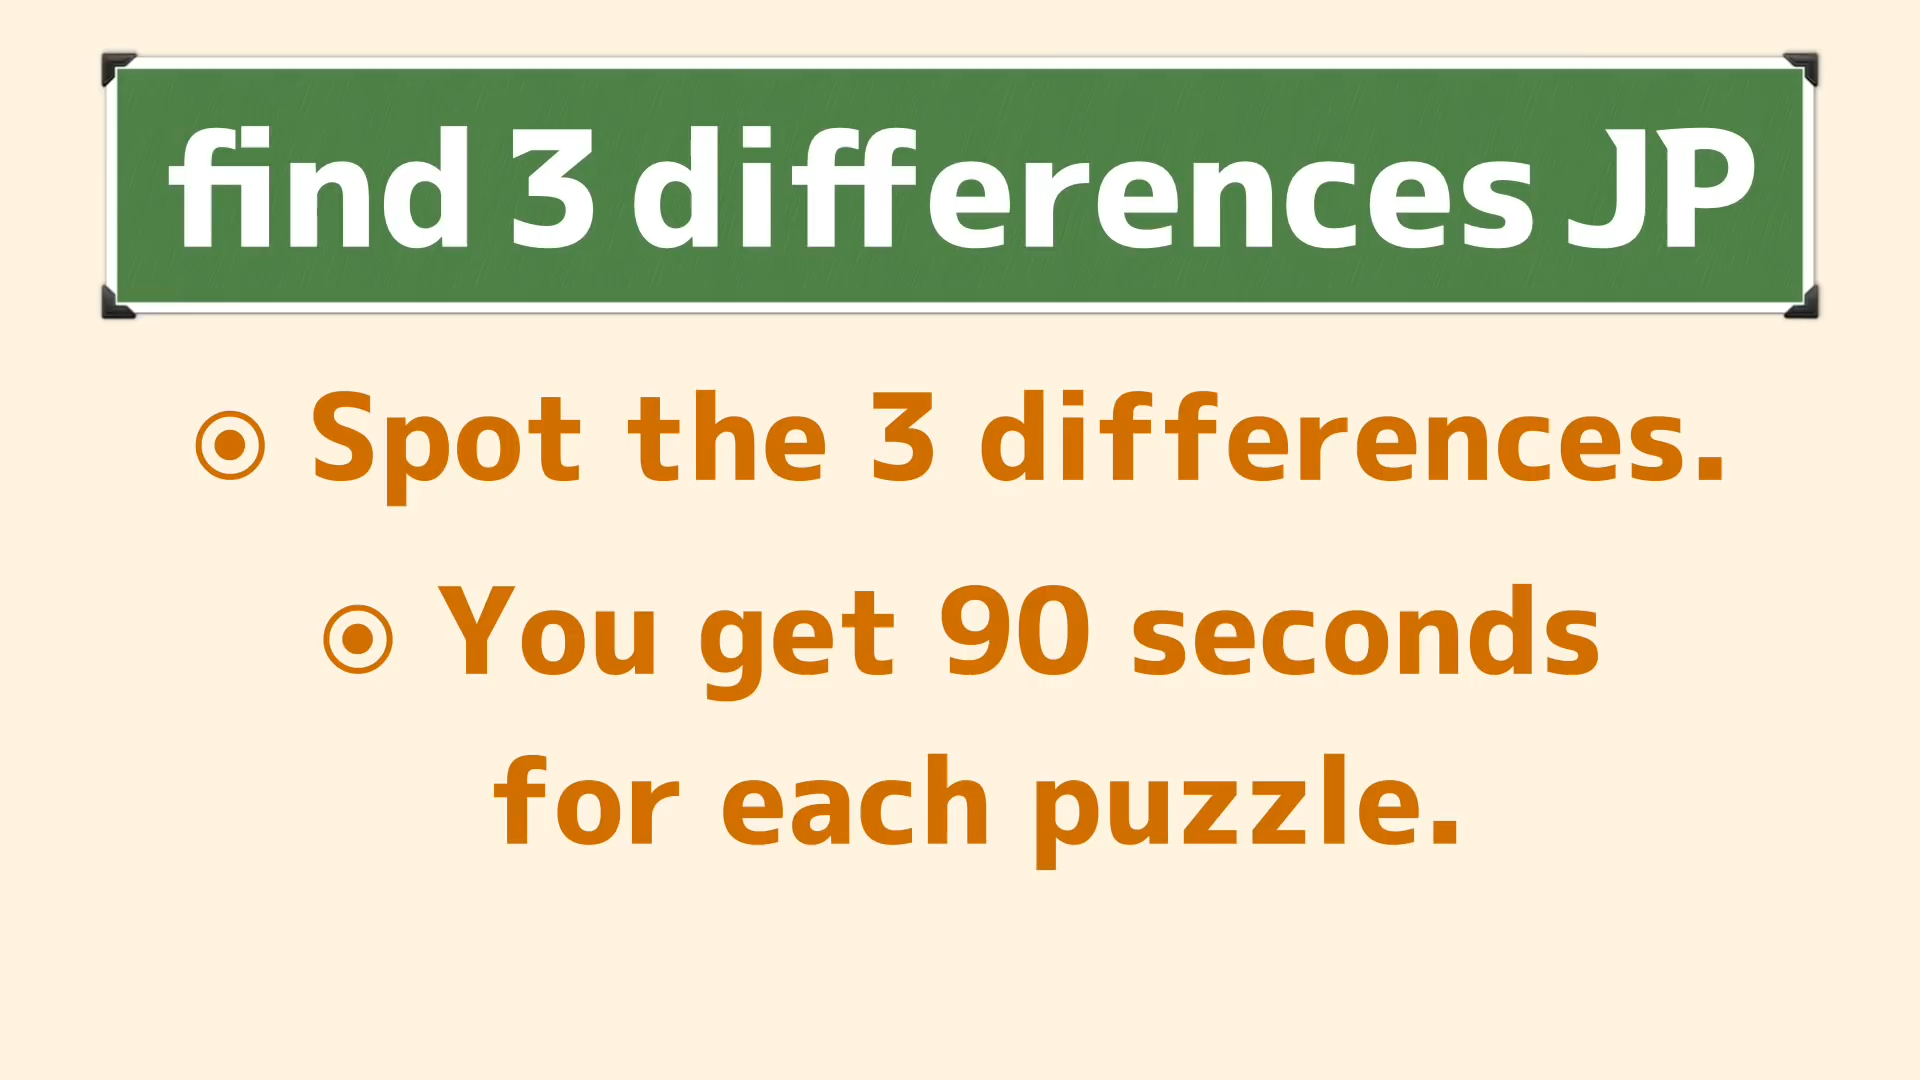 find 3 differences JP
◉ Spot the 3 differences.
◉ You get 90 seconds
for each puzzle.